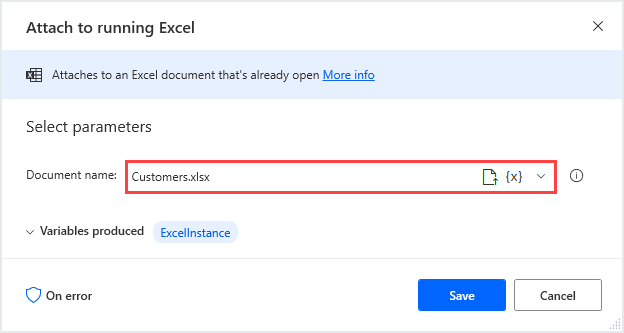 Attach to running Excel
Attaches to an Excel document that's already open More info
Select parameters
Document name: Customers.xlsx {x}
Variables produced ExcelInstance
On error Save Cancel